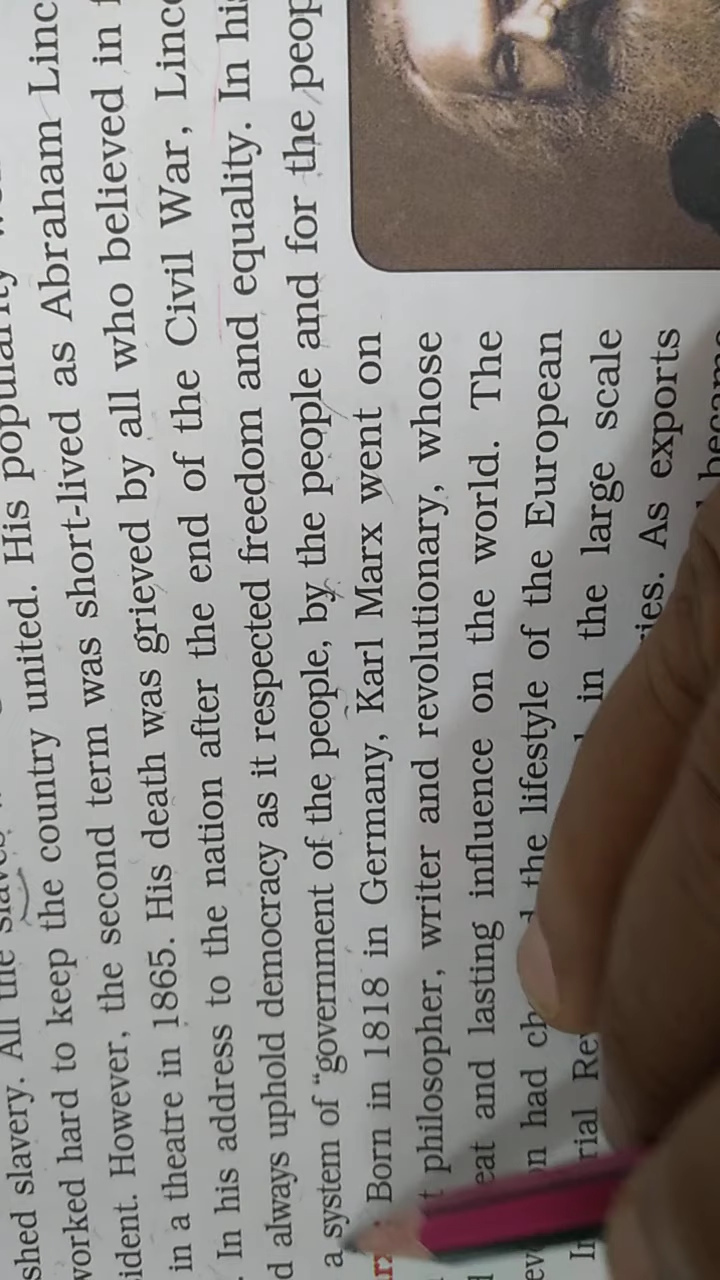 shed slavery. All the slaves
worked hard to keep the country united. His popularity
ident. However, the second term was short-lived as Abraham Linc
in a theatre in 1865. His death was grieved by all who believed in
. In his address to the nation after the end of the Civil War, Linc
d always uphold democracy as it respected freedom and equality. In his
a system of “government of the people, by the people and for the peop
Born in 1818 in Germany, Karl Marx went on
philosopher, writer and revolutionary, whose
eat and lasting influence on the world. The
had the lifestyle of the European
rial in the large scale
ries. As exports